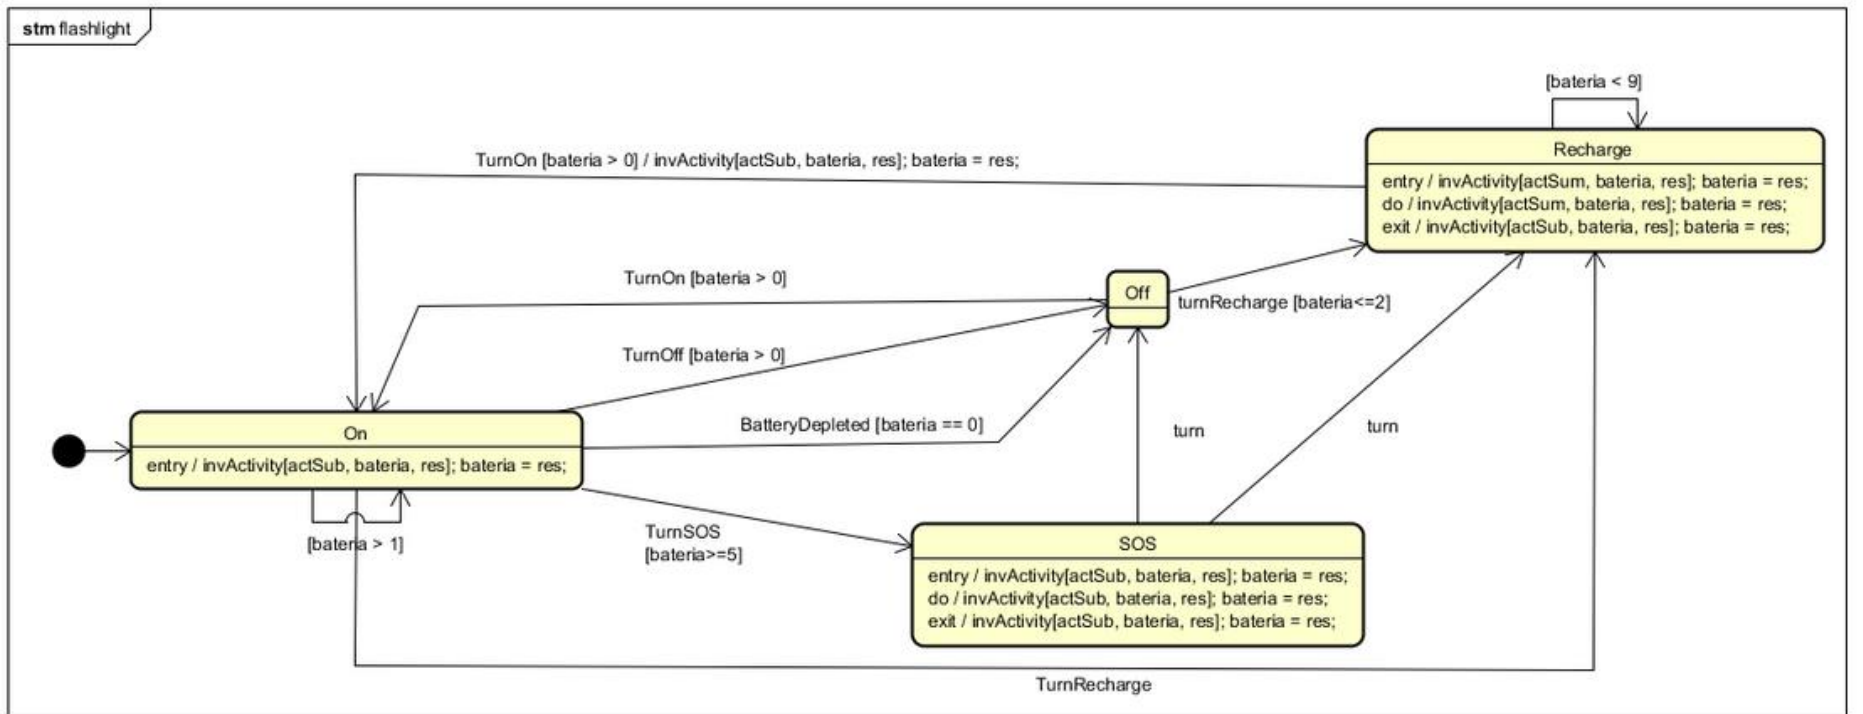 stm flashlight
[bateria < 9]
Recharge
entry / invActivity[actSum, bateria, res]; bateria = res;
do / invActivity[actSum, bateria, res]; bateria = res;
exit / invActivity[actSub, bateria, res]; bateria = res;
TurnOn [bateria > 0] / invActivity[actSub, bateria, res]; bateria = res;
TurnOn [bateria > 0]
Off
turnRecharge [bateria<=2]
TurnOff [bateria > 0]
BatteryDepleted [bateria == 0]
turn
turn
On
entry / invActivity[actSub, bateria, res]; bateria = res;
[bateria > 1]
TurnSOS
[bateria>=5]
SOS
entry / invActivity[actSub, bateria, res]; bateria = res;
do / invActivity[actSub, bateria, res]; bateria = res;
exit / invActivity[actSub, bateria, res]; bateria = res;
TurnRecharge